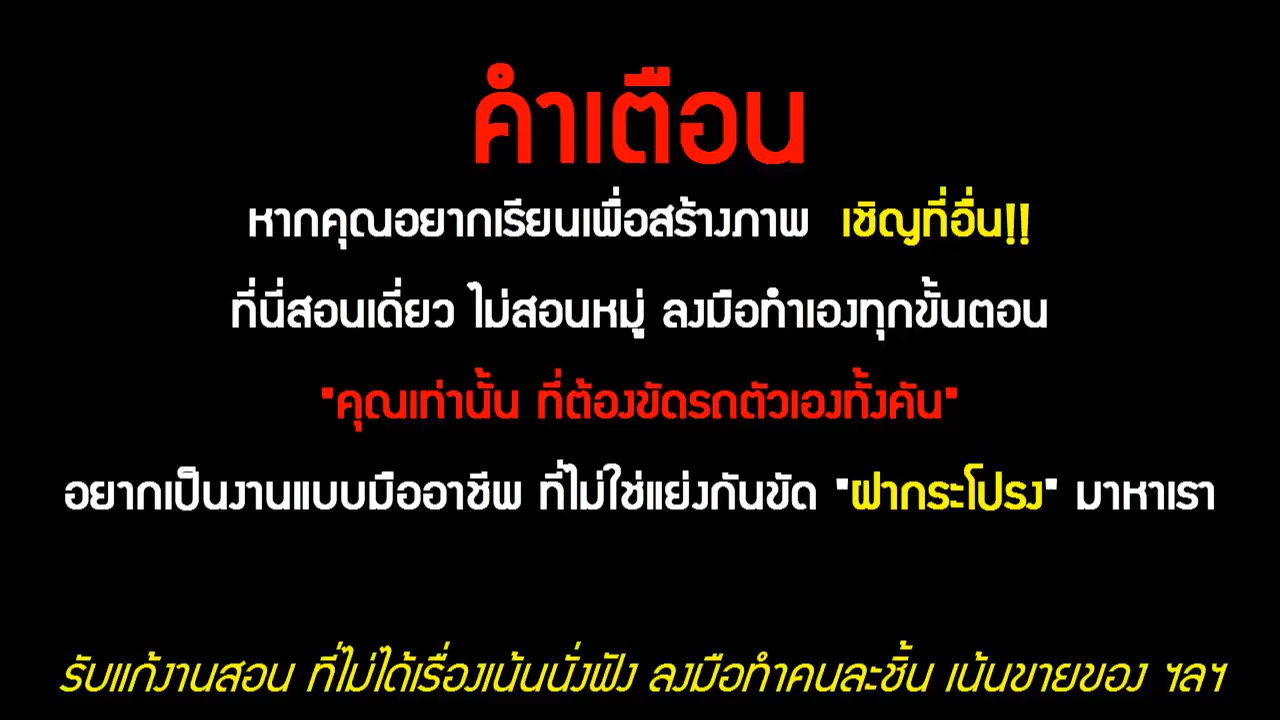 คำเตือน
หากคุณอยากเรียนเพื่อสร้างภาพ เชิญที่อื่น!!
ที่นี่สอนเดี่ยว ไม่สอนหมู่ ลงมือทำเองทุกขั้นตอน
"คุณเท่านั้น ที่ต้องขัดรถตัวเองทั้งคัน"
อยากเป็นงานแบบมืออาชีพ ที่ไม่ใช่แย่งกันขัด "ฝากระโปรง" มาหาเรา
รับแก้งานสอน ที่ไม่ได้เรื่องเน้นนั่งฟัง ลงมือทำคนละชิ้น เน้นขายของ ฯลฯ